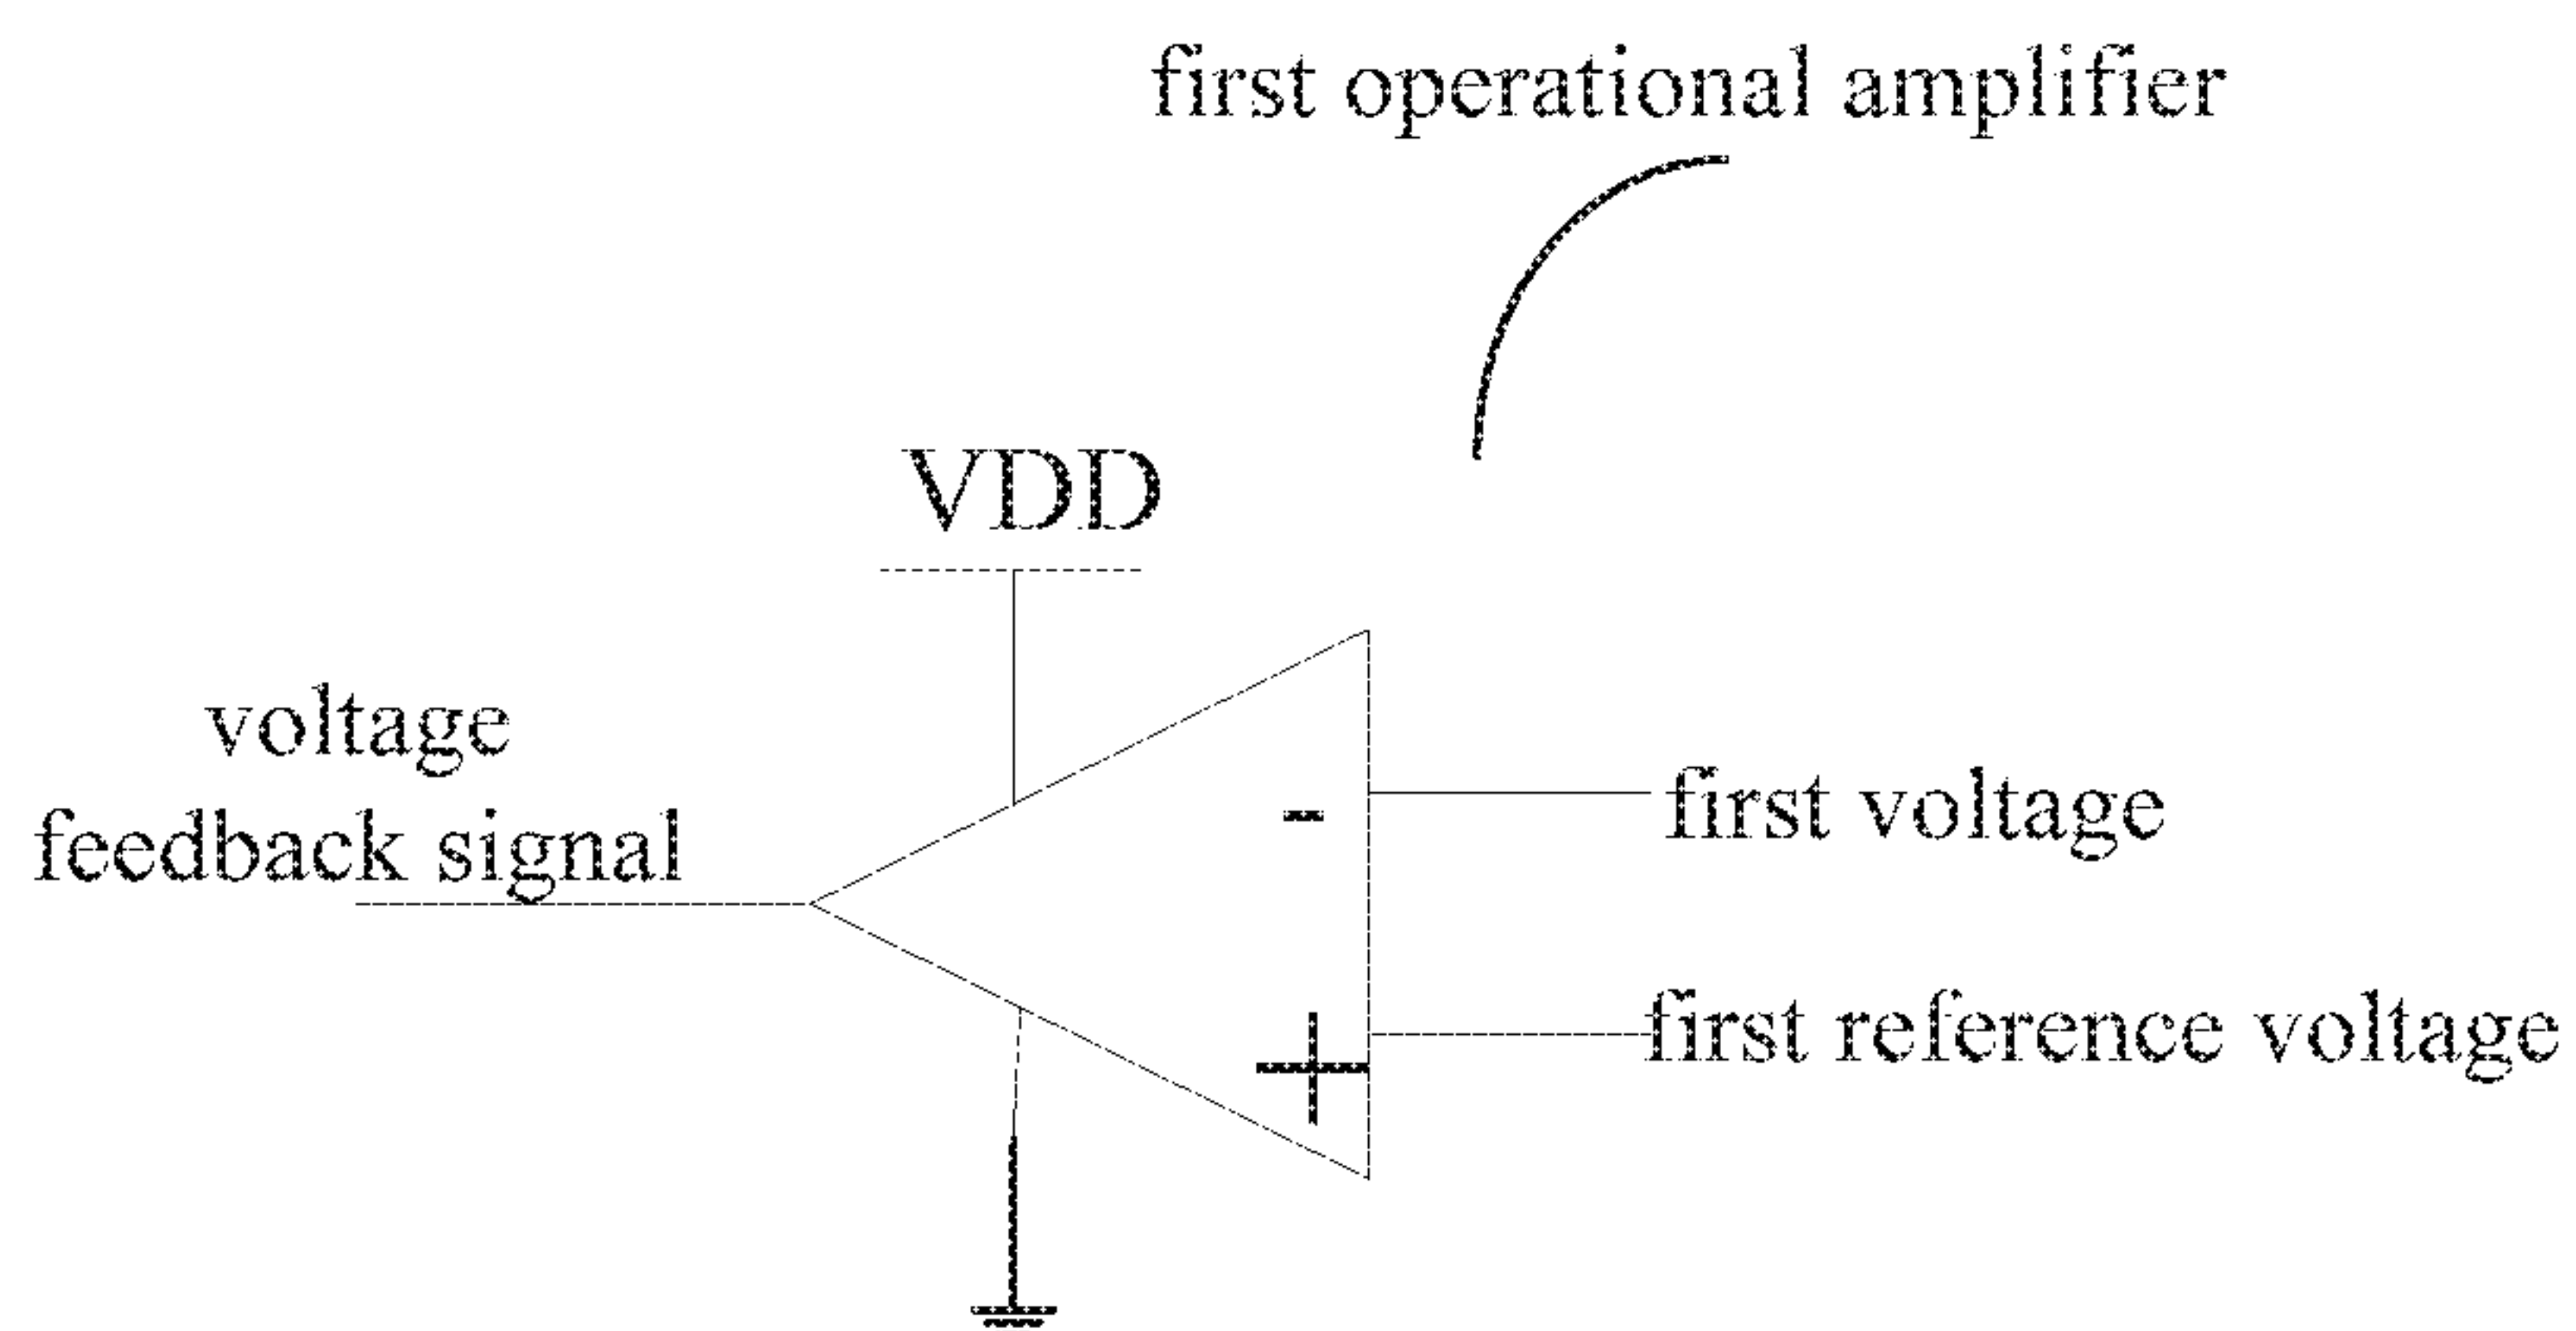 first operational amplifier
VDD
voltage
feedback signal
-
first voltage
+
first reference voltage